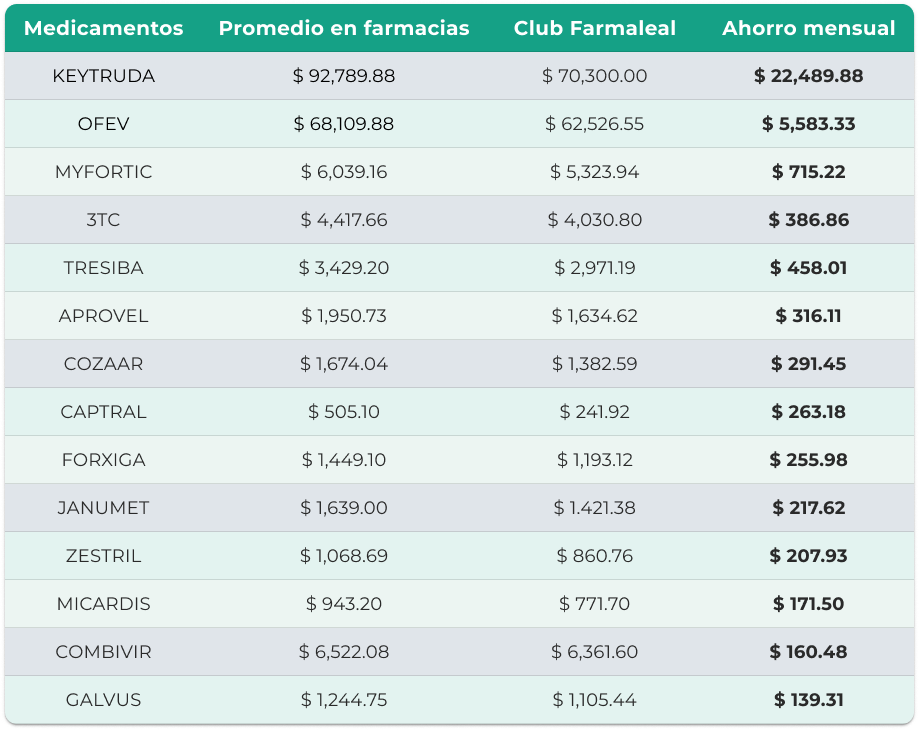 Medicamentos Promedio en farmacias Club Farmaleal Ahorro mensual
KEYTRUDA $ 92,789.88 $ 70,300.00 $ 22,489.88
OFEV $ 68,109.88 $ 62,526.55 $ 5,583.33
MYFORTIC $ 6,039.16 $ 5,323.94 $ 715.22
3TC $ 4,417.66 $ 4,030.80 $ 386.86
TRESIBA $ 3,429.20 $ 2,971.19 $ 458.01
APROVEL $ 1,950.73 $ 1,634.62 $ 316.11
COZAAR $ 1,674.04 $ 1,382.59 $ 291.45
CAPTRAL $ 505.10 $ 241.92 $ 263.18
FORXIGA $ 1,449.10 $ 1,193.12 $ 255.98
JANUMET $ 1,639.00 $ 1.421.38 $ 217.62
ZESTRIL $ 1,068.69 $ 860.76 $ 207.93
MICARDIS $ 943.20 $ 771.70 $ 171.50
COMBIVIR $ 6,522.08 $ 6,361.60 $ 160.48
GALVUS $ 1,244.75 $ 1,105.44 $ 139.31